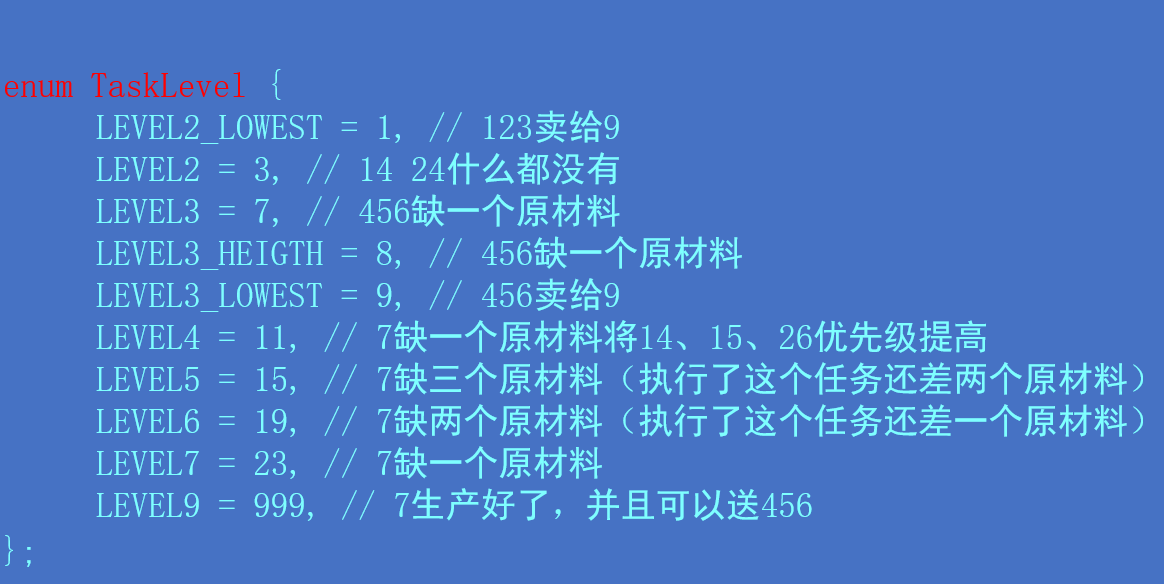 enum TaskLevel {
LEVEL2_LOWEST = 1, // 123卖给9
LEVEL2 = 3, // 14 24什么都没有
LEVEL3 = 7, // 456缺一个原材料
LEVEL3_HEIGTH = 8, // 456缺一个原材料
LEVEL3_LOWEST = 9, // 456卖给9
LEVEL4 = 11, // 7缺一个原材料将14、15、26优先级提高
LEVEL5 = 15, // 7缺三个原材料（执行了这个任务还差两个原材料）
LEVEL6 = 19, // 7缺两个原材料（执行了这个任务还差一个原材料）
LEVEL7 = 23, // 7缺一个原材料
LEVEL9 = 999, // 7生产好了，并且可以送456
};